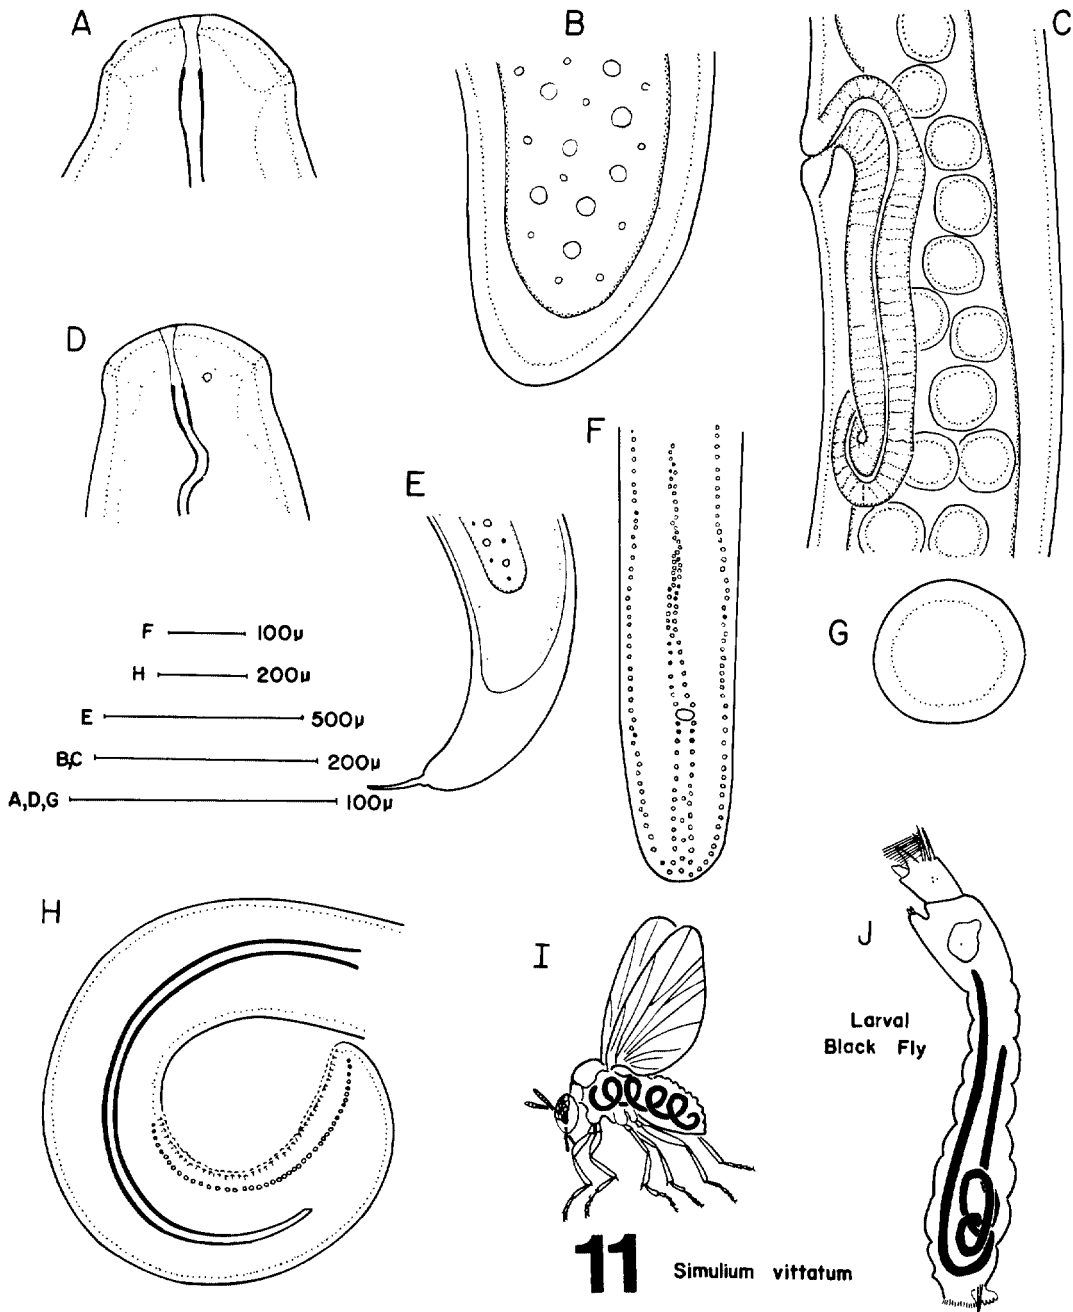 A
B
C
D
E
F
F 100μ
H 200μ
E 500μ
B,C 200μ
A,D,G 100μ
G
H
I
J
Larval
Black Fly
11 Simulium vittatum